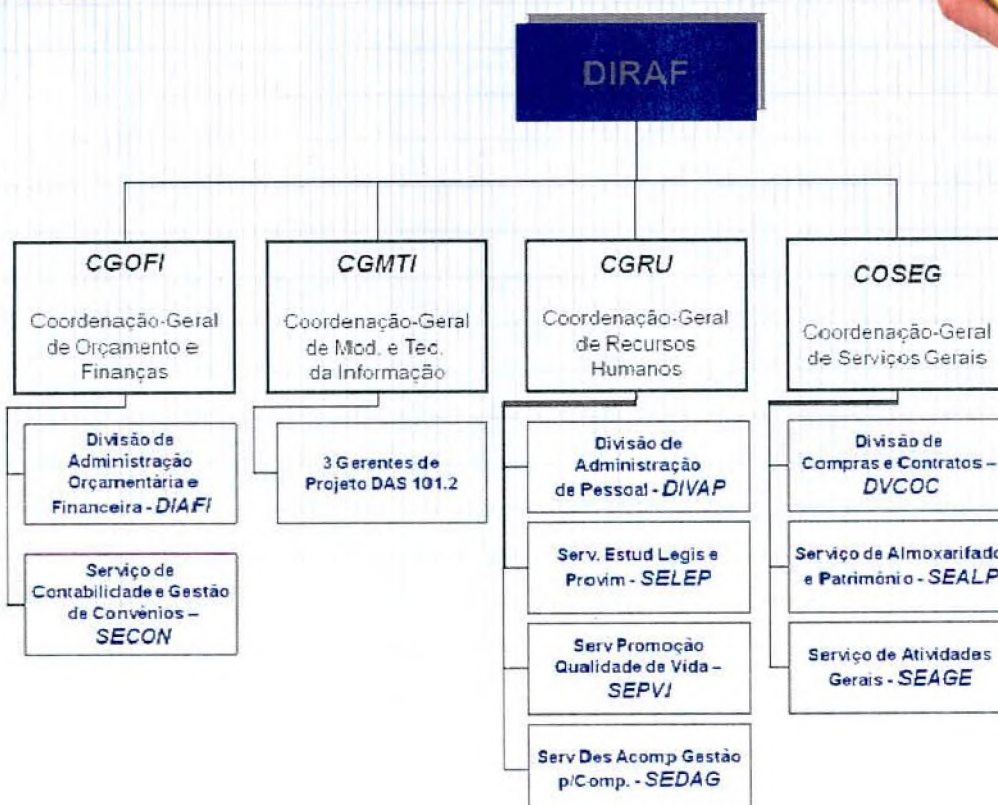 DIRAF
CGOFI
Coordenação-Geral
de Orçamento e
Finanças
Divisão de
Administração
Orçamentária e
Financeira - DIAFI
Serviço de
Contabilidade e Gestão
de Convênios –
SECON
CGMTI
Coordenação-Geral
de Mod. e Tec.
da Informação
3 Gerentes de
Projeto DAS 101.2
CGRU
Coordenação-Geral
de Recursos
Humanos
Divisão de
Administração
de Pessoal - DIVAP
Serv. Estud Legis e
Provim - SELEP
Serv Promoção
Qualidade de Vida –
SEPVI
Serv Des Acomp Gestão
p/Comp. - SEDAG
COSEG
Coordenação-Geral
de Serviços Gerais
Divisão de
Compras e Contratos –
DVCOC
Serviço de Almoxarifado
e Patrimônio - SEALP
Serviço de Atividades
Gerais - SEAGE